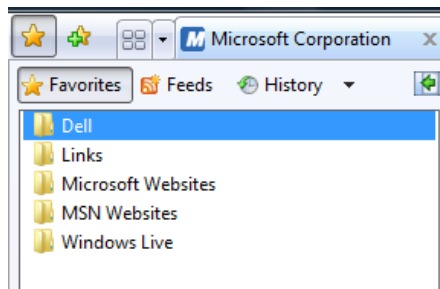 Microsoft Corporation
Favorites Feeds History
Dell
Links
Microsoft Websites
MSN Websites
Windows Live